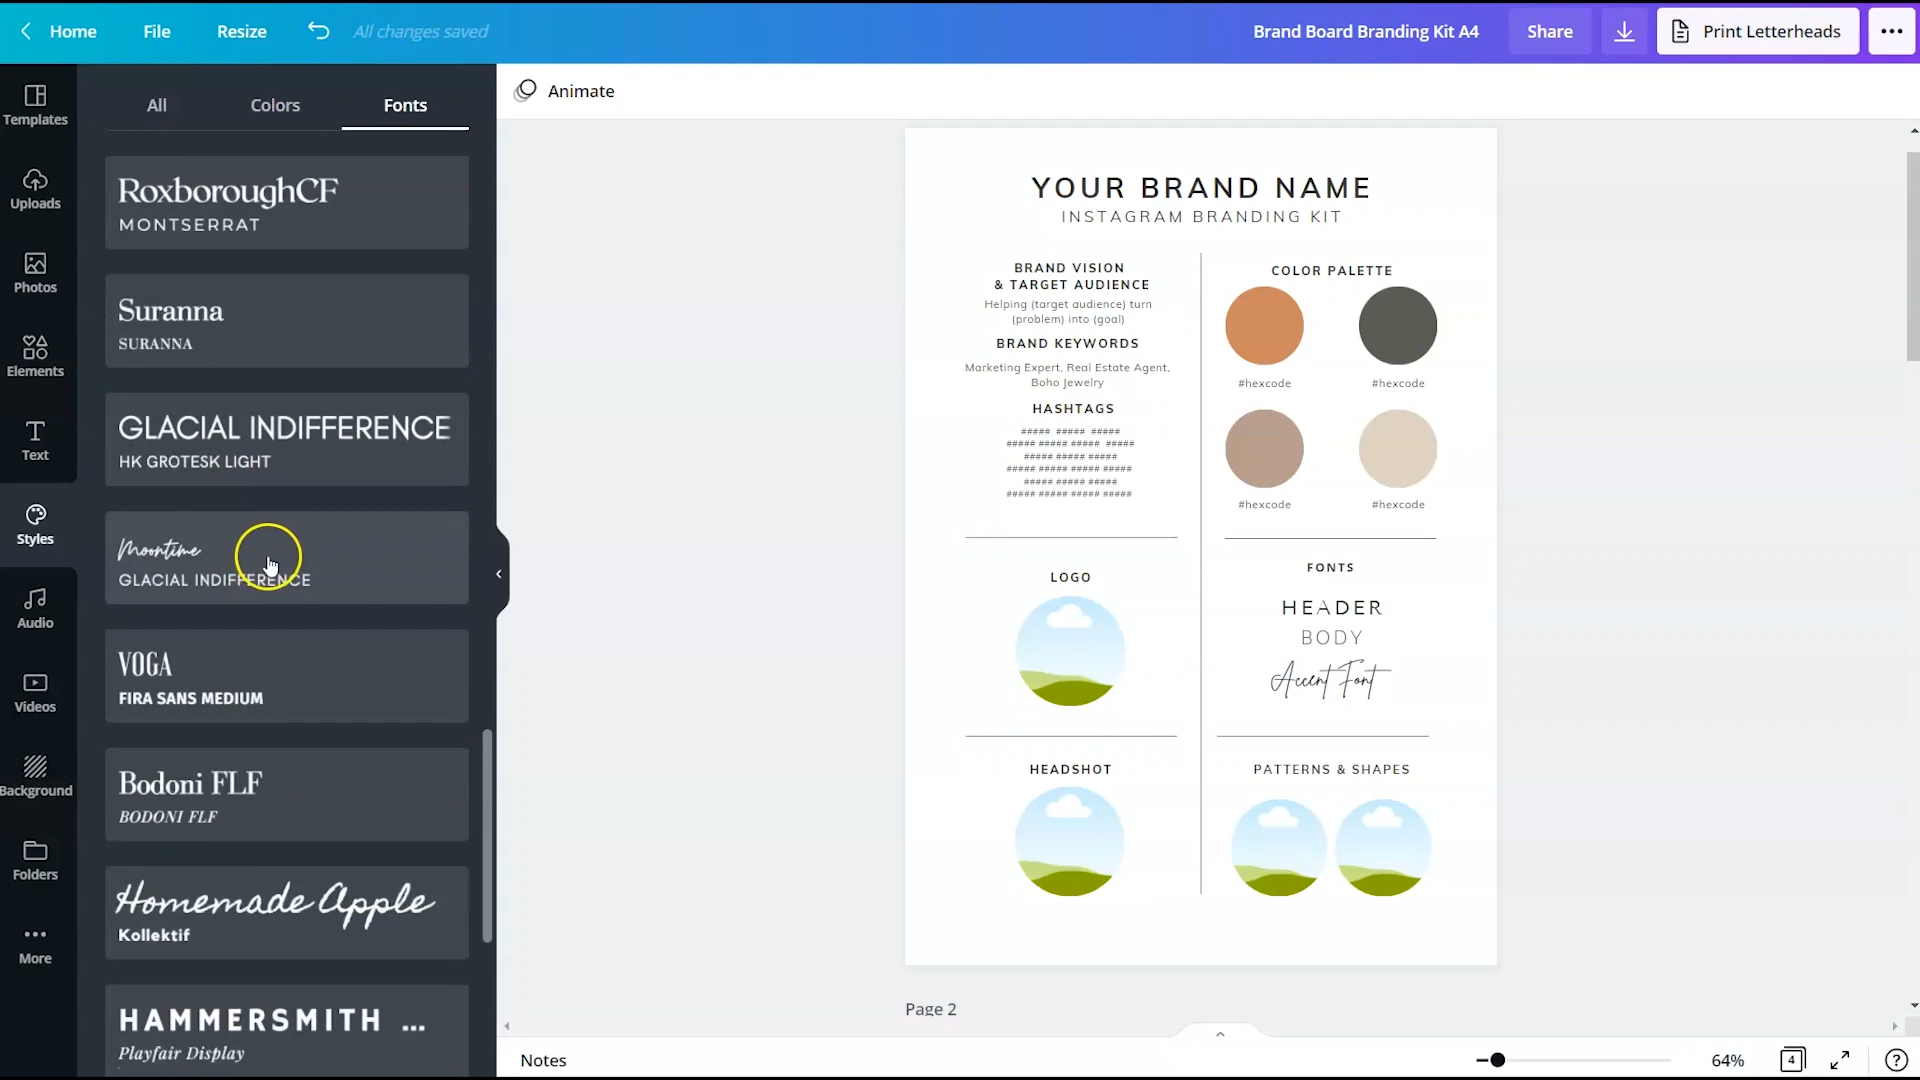 Home
File
Resize
All changes saved
Brand Board Branding Kit A4
Share
Print Letterheads
Templates
Uploads
Photos
Elements
Text
Styles
Audio
Videos
Background
Folders
More
All
Colors
Fonts
RoxboroughCF
MONTSERRAT
Suranna
SURANNA
GLACIAL INDIFFERENCE
HK GROTESK LIGHT
Moontime
GLACIAL INDIFFERENCE
VOGA
FIRA SANS MEDIUM
Bodoni FLF
BODONI FLF
Homemade Apple
Kollektif
HAMMERSMITH ...
Playfair Display
Animate
YOUR BRAND NAME
INSTAGRAM BRANDING KIT
BRAND VISION
& TARGET AUDIENCE
Helping (target audience) turn
(problem) into (goal)
BRAND KEYWORDS
Marketing Expert, Real Estate Agent,
Boho Jewelry
HASHTAGS
##### ##### #####
##### ##### ##### #####
##### ##### #####
##### ##### ##### #####
##### ##### #####
##### ##### ##### #####
LOGO
HEADSHOT
COLOR PALETTE
#hexcode
#hexcode
#hexcode
#hexcode
FONTS
HEADER
BODY
Accent Font
PATTERNS & SHAPES
Page 2
Notes
64%
4
?